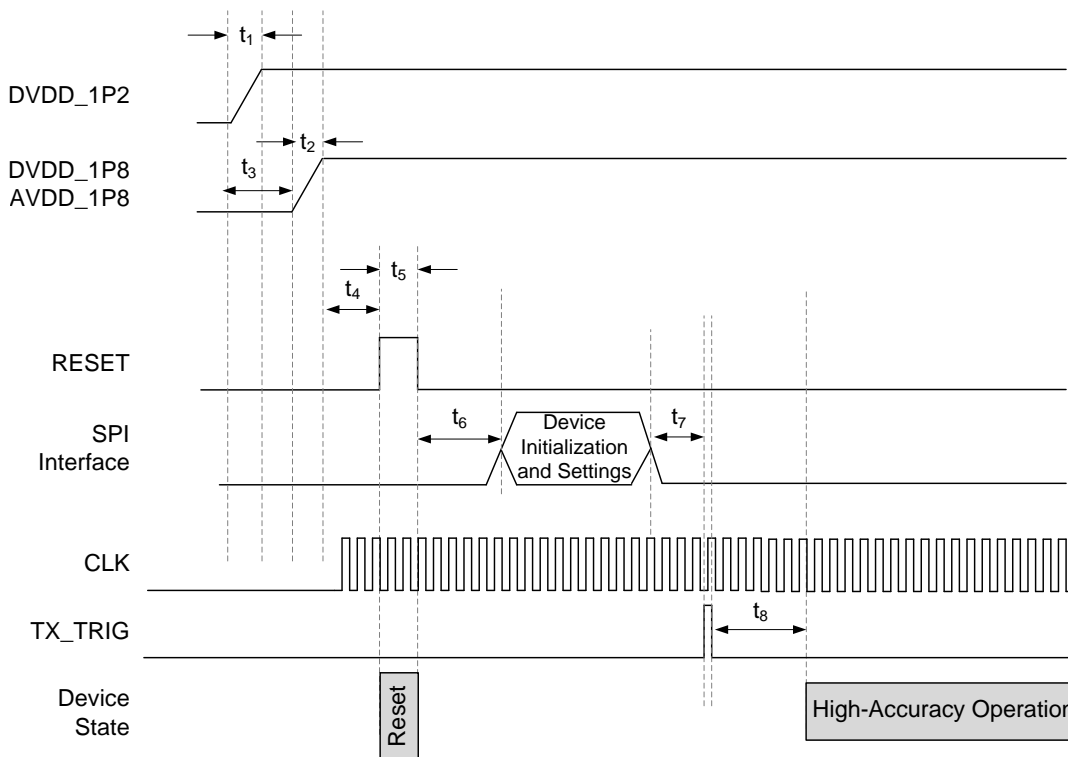 t1
DVDD_1P2
t2
DVDD_1P8
AVDD_1P8
t3
t5
t4
RESET
SPI
Interface
t6
Device
Initialization
and Settings
t7
CLK
TX_TRIG
t8
Device
State
Reset
High-Accuracy Operation